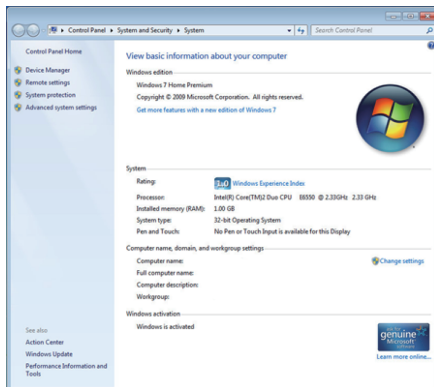 Control Panel ▸ System and Security ▸ System
Search Control Panel
Control Panel Home
Device Manager
Remote settings
System protection
Advanced system settings
View basic information about your computer
Windows edition
Windows 7 Home Premium
Copyright © 2009 Microsoft Corporation. All rights reserved.
Get more features with a new edition of Windows 7
System
Rating: Windows Experience Index
Processor: Intel(R) Core(TM)2 Duo CPU E6550 @ 2.33GHz 2.33 GHz
Installed memory (RAM): 1.00 GB
System type: 32-bit Operating System
Pen and Touch: No Pen or Touch Input is available for this Display
Computer name, domain, and workgroup settings
Computer name: Change settings
Full computer name:
Computer description:
Workgroup:
Windows activation
Windows is activated
genuine
Microsoft
Learn more online...
See also
Action Center
Windows Update
Performance Information and
Tools